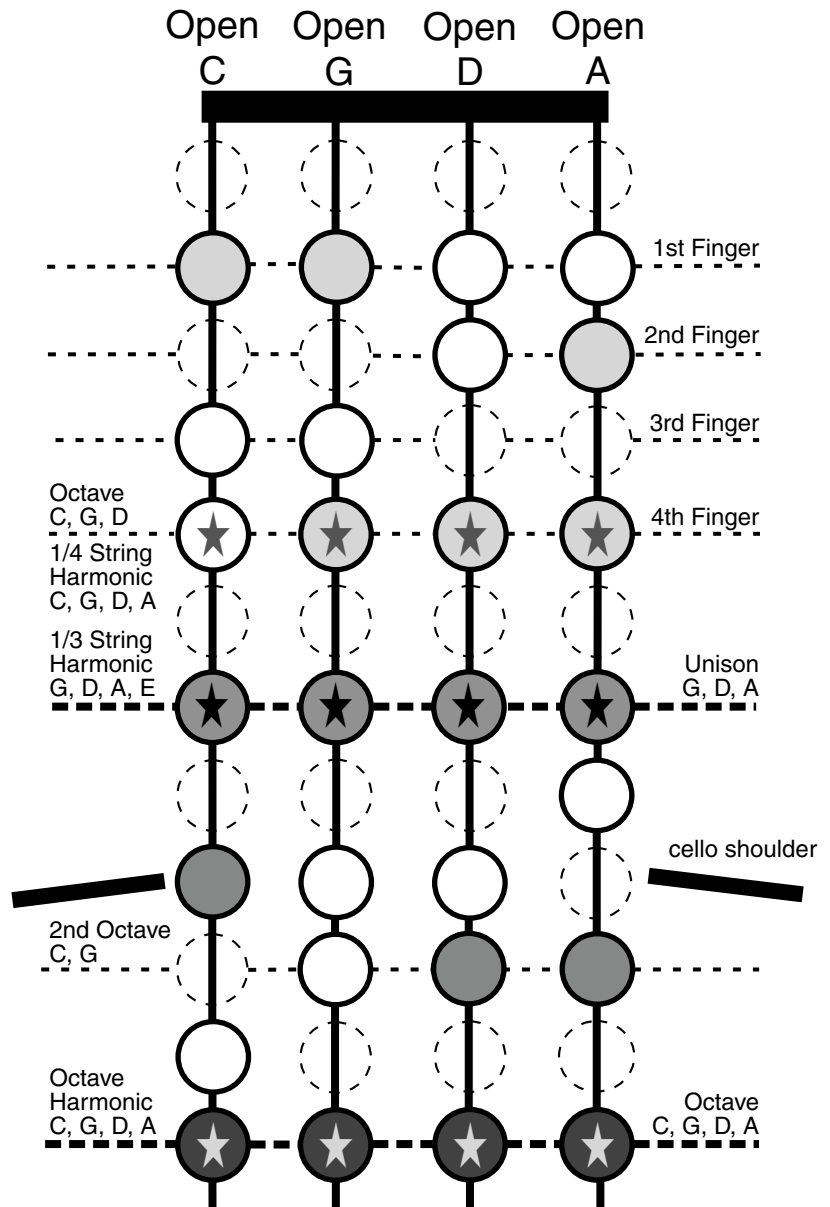 Open Open Open Open
C G D A
1st Finger
2nd Finger
3rd Finger
Octave
C, G, D
4th Finger
1/4 String
Harmonic
C, G, D, A
1/3 String
Harmonic
G, D, A, E
Unison
G, D, A
cello shoulder
2nd Octave
C, G
Octave
Harmonic
C, G, D, A
Octave
C, G, D, A